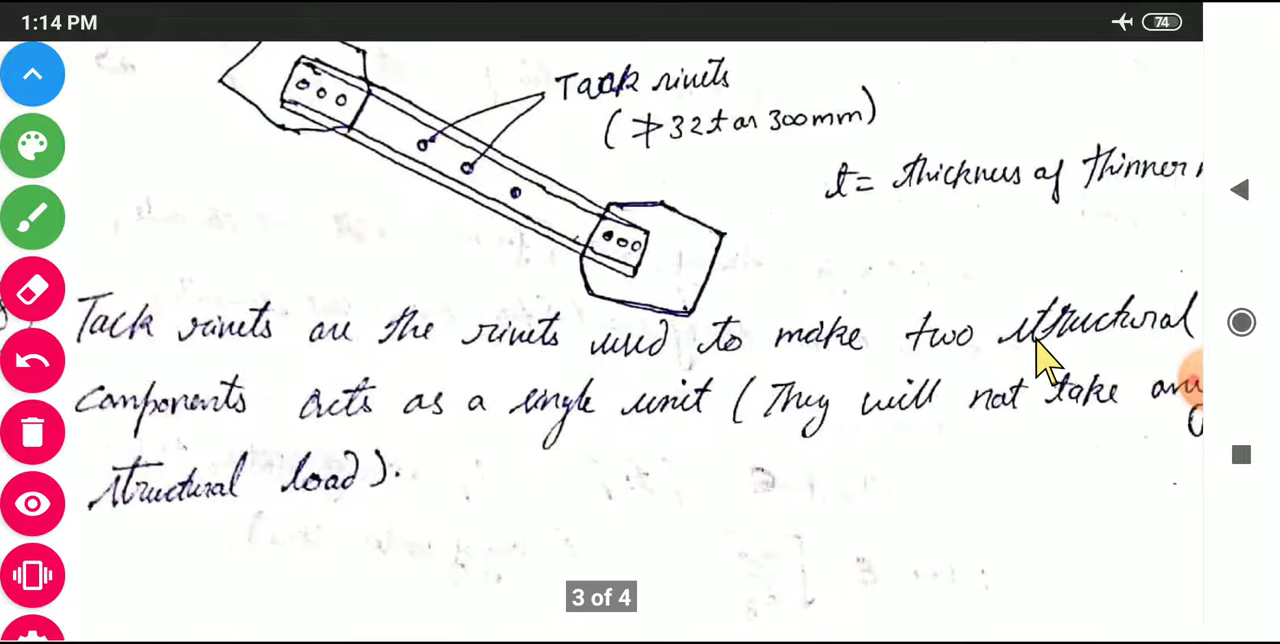 1:14 PM
74
Tack rivets
(≯ 32t or 300mm)
t = thickness of thinner
Tack rivets are the rivets used to make two structural
components acts as a single unit (They will not take any
structural load).
3 of 4